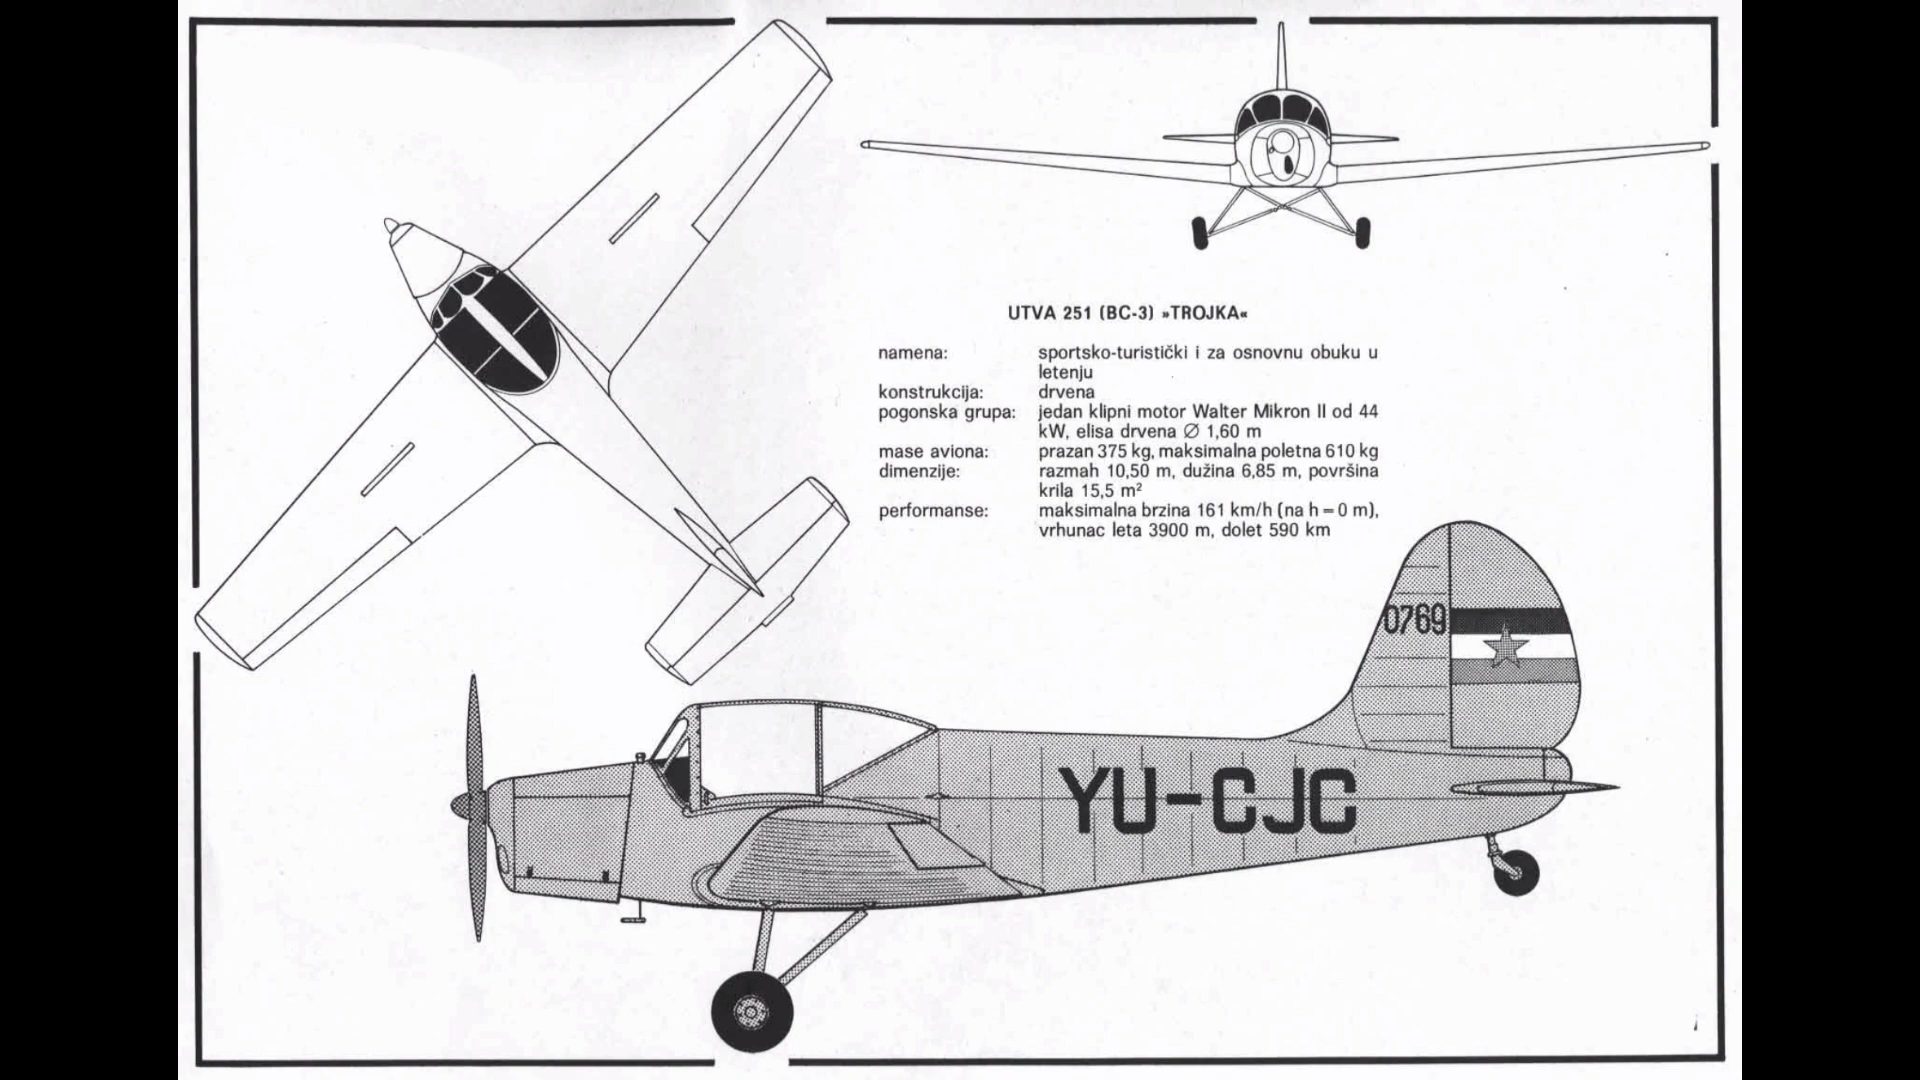 UTVA 251 (BC-3) »TROJKA«
namena: sportsko-turistički i za osnovnu obuku u
letenju
konstrukcija: drvena
pogonska grupa: jedan klipni motor Walter Mikron II od 44
kW, elisa drvena Ø 1,60 m
mase aviona: prazan 375 kg, maksimalna poletna 610 kg
dimenzije: razmah 10,50 m, dužina 6,85 m, površina
krila 15,5 m²
performanse: maksimalna brzina 161 km/h (na h = 0 m),
vrhunac leta 3900 m, dolet 590 km
0769
YU-CJC